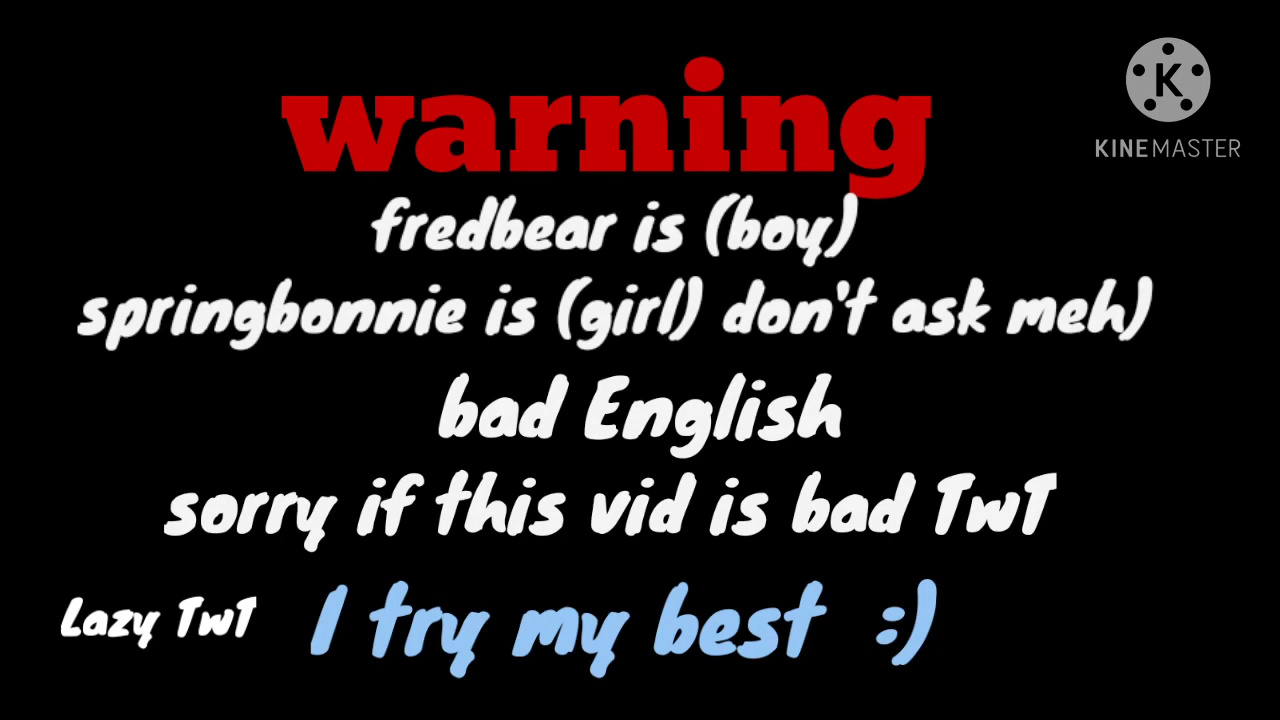 warning
KINEMASTER
fredbear is (boy)
springbonnie is (girl) don't ask meh)
bad English
sorry if this vid is bad TwT
Lazy TwT
I try my best :)